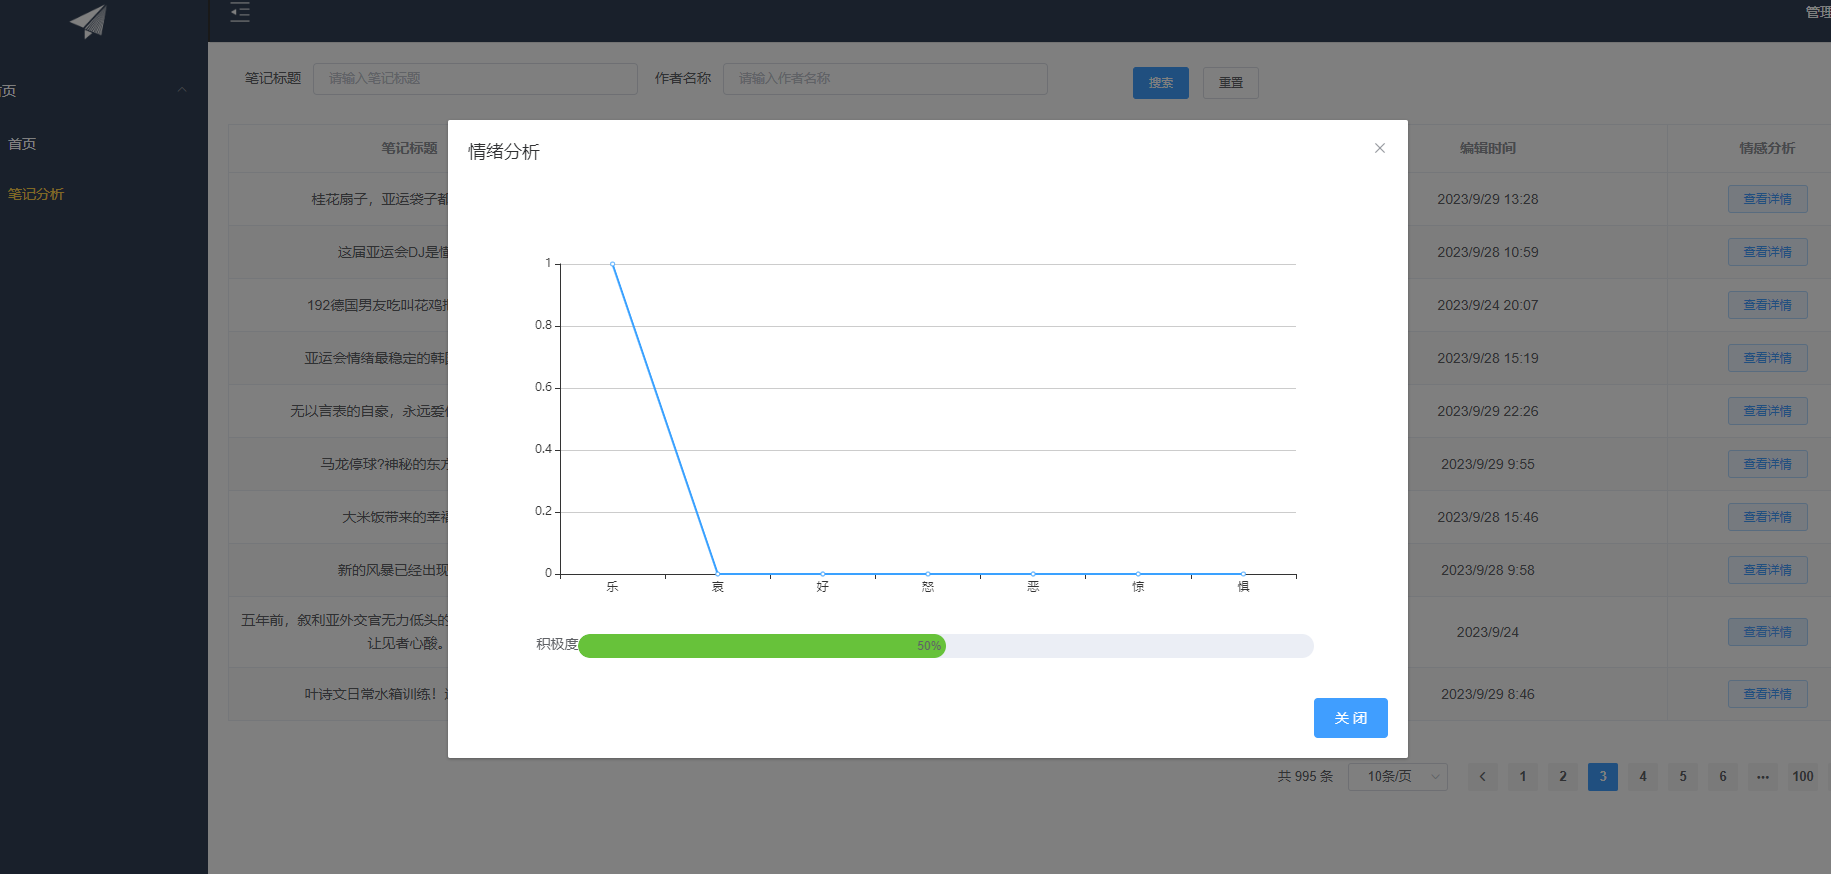 管理
首页
笔记分析
笔记标题 请输入笔记标题 作者名称 请输入作者名称 搜索 重置
笔记标题 编辑时间 情感分析
桂花扇子，亚运袋子都 2023/9/29 13:28 查看详情
这届亚运会DJ是 2023/9/28 10:59 查看详情
192德国男友吃叫花鸡 2023/9/24 20:07 查看详情
亚运会情绪最稳定的韩 2023/9/28 15:19 查看详情
无以言表的自豪，永远爱 2023/9/29 22:26 查看详情
马龙停球?神秘的东方 2023/9/29 9:55 查看详情
大米饭带来的幸福 2023/9/28 15:46 查看详情
新的风暴已经出现 2023/9/28 9:58 查看详情
五年前，叙利亚外交官无力低头的
让见者心酸。 2023/9/24 查看详情
叶诗文日常水箱训练！ 2023/9/29 8:46 查看详情
情绪分析
1
0.8
0.6
0.4
0.2
0
乐 哀 好 怒 恶 惊 惧
积极度 50%
关闭
共 995 条 10条/页 1 2 3 4 5 6 ••• 100